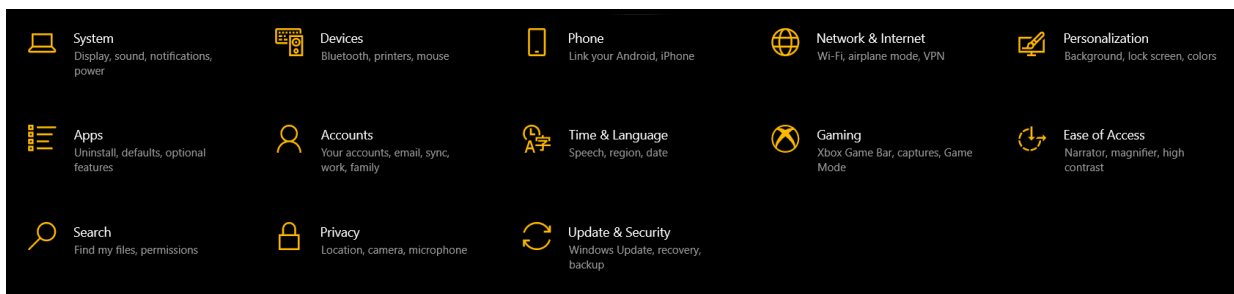 System
Display, sound, notifications,
power
Devices
Bluetooth, printers, mouse
Phone
Link your Android, iPhone
Network & Internet
Wi-Fi, airplane mode, VPN
Personalization
Background, lock screen, colors
Apps
Uninstall, defaults, optional
features
Accounts
Your accounts, email, sync,
work, family
A字
Time & Language
Speech, region, date
Gaming
Xbox Game Bar, captures, Game
Mode
Ease of Access
Narrator, magnifier, high
contrast
Search
Find my files, permissions
Privacy
Location, camera, microphone
Update & Security
Windows Update, recovery,
backup